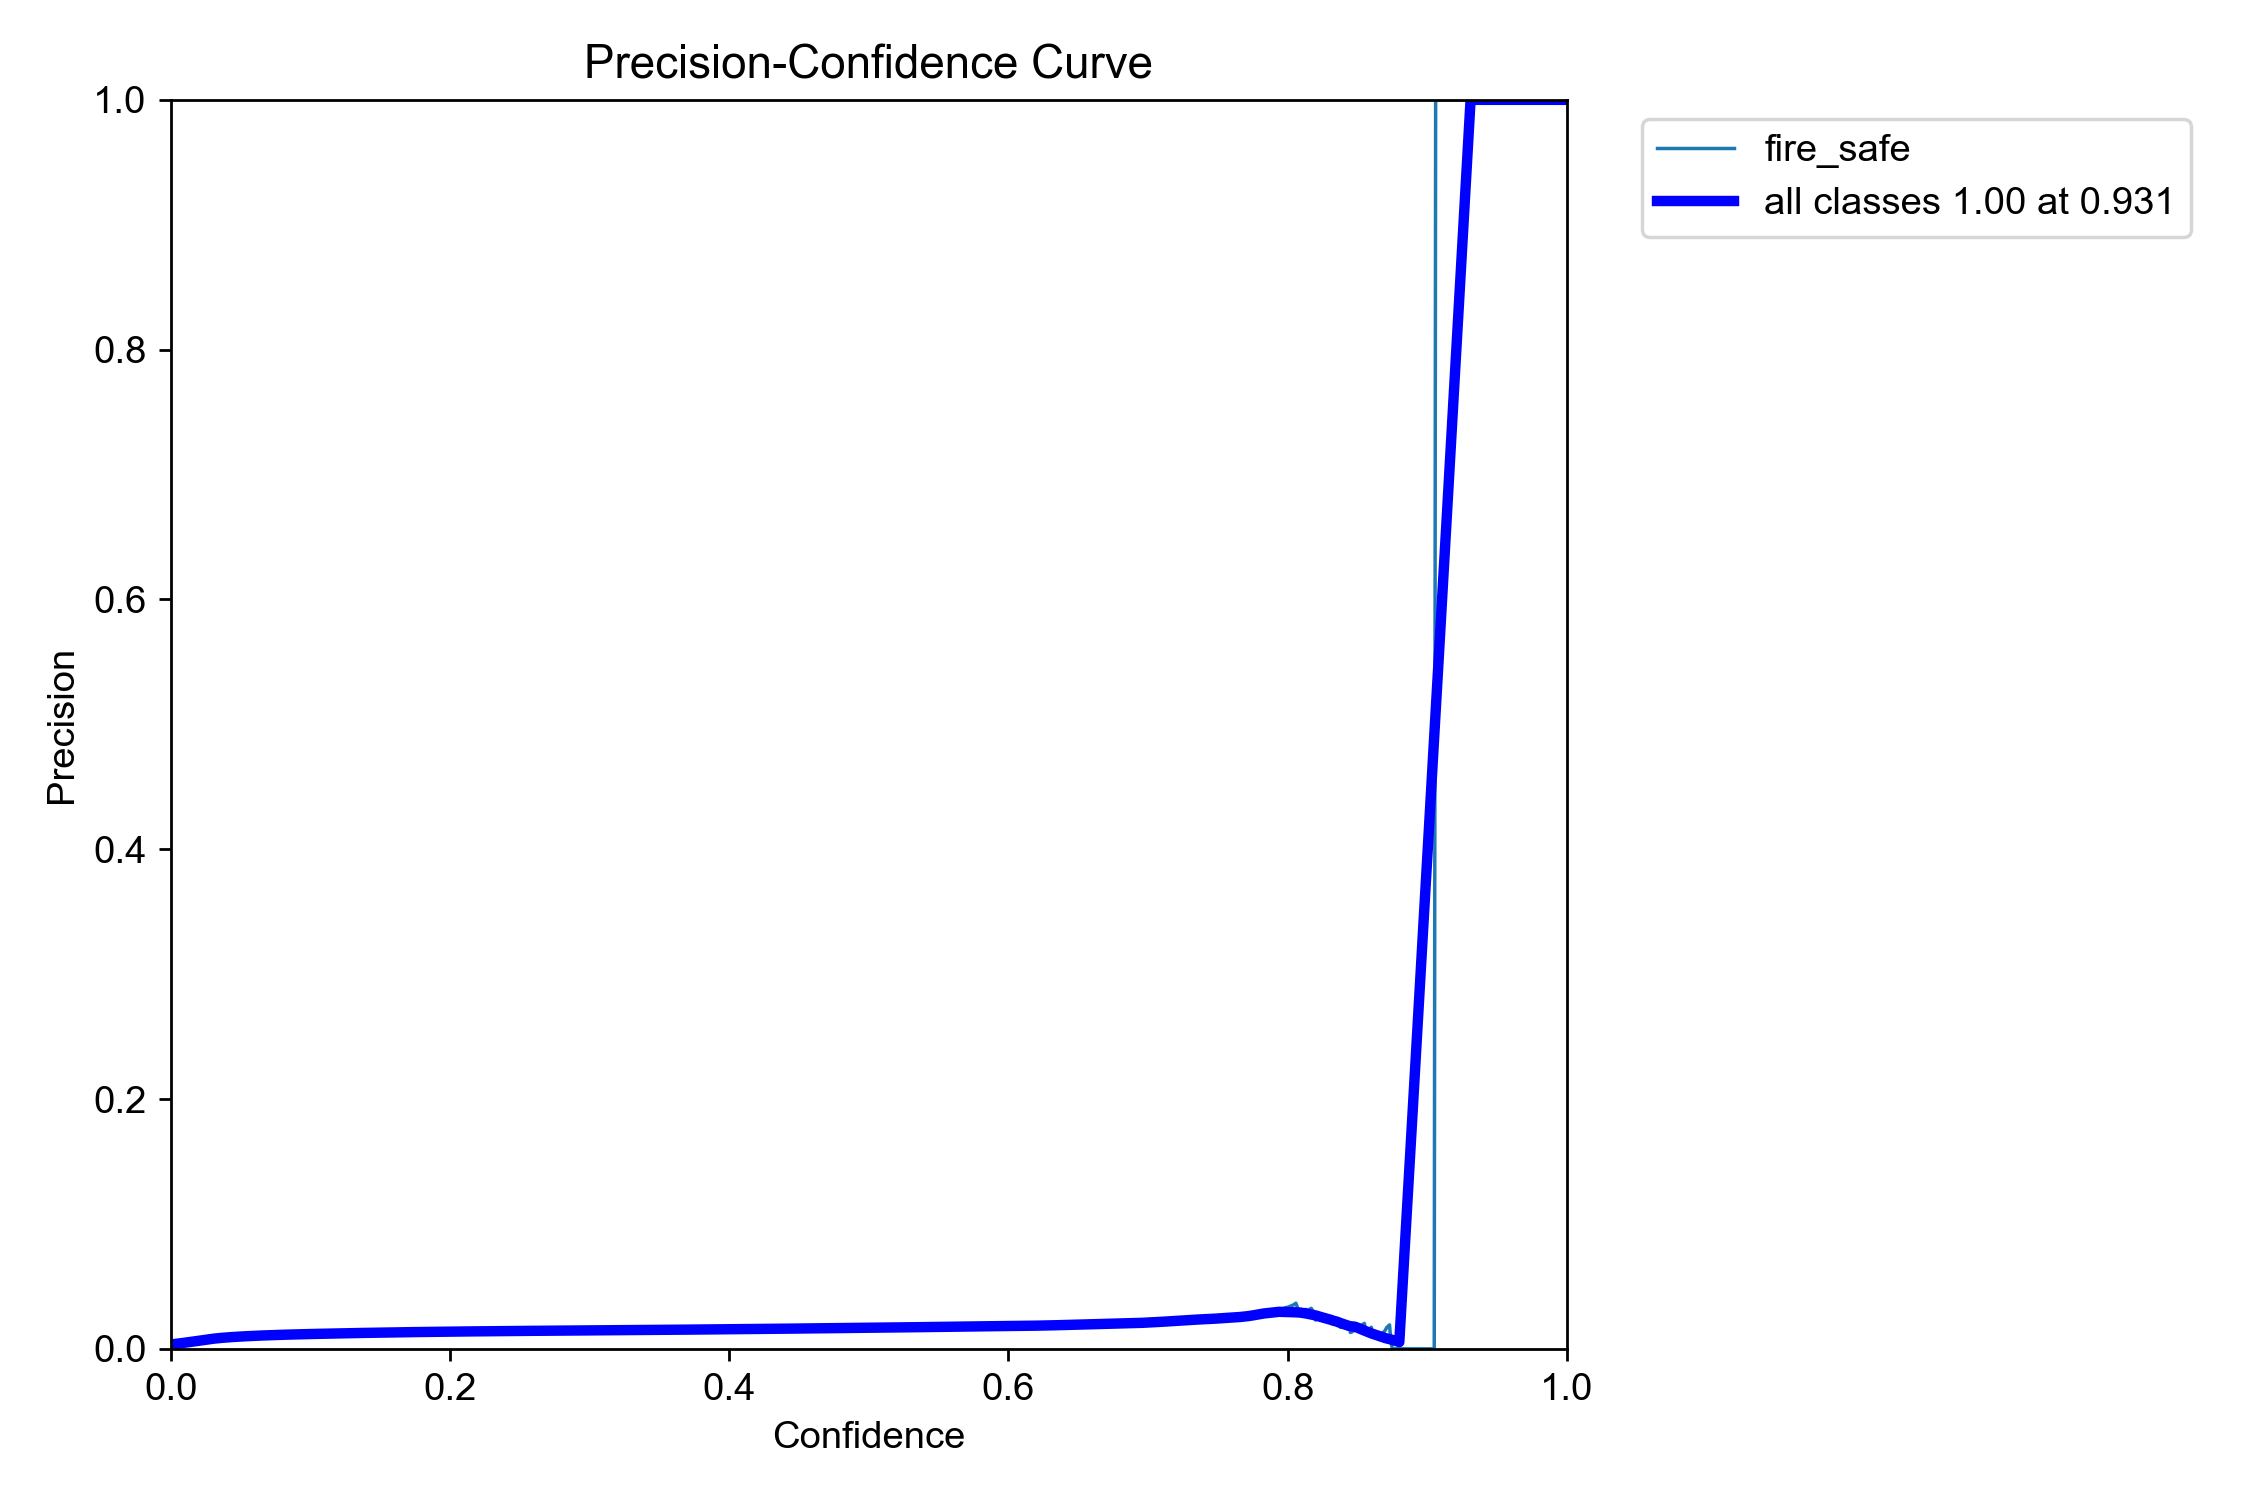 Precision-Confidence Curve
1.0
0.8
0.6
0.4
0.2
0.0
Precision
0.0 0.2 0.4 0.6 0.8 1.0
Confidence
fire_safe
all classes 1.00 at 0.931